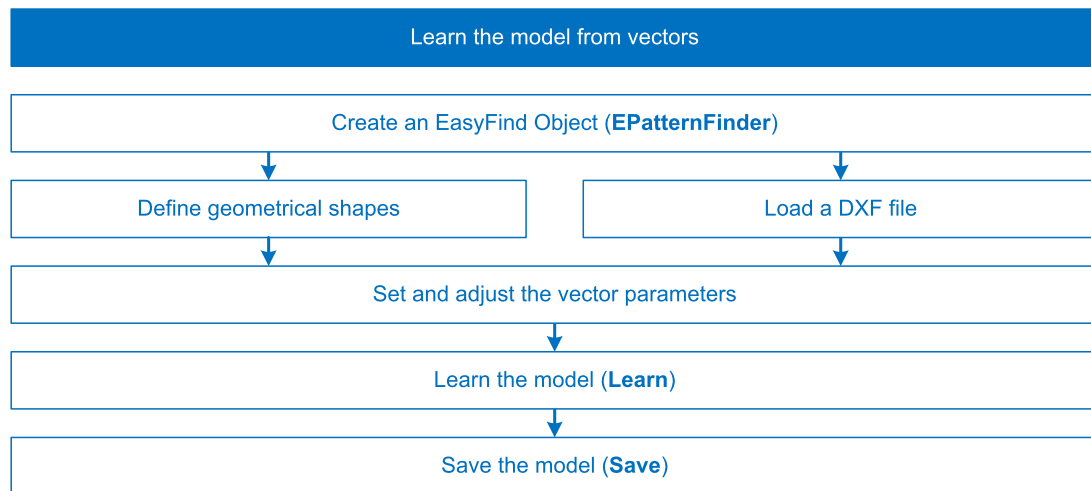 Learn the model from vectors
Create an EasyFind Object (EPatternFinder)
Define geometrical shapes
Load a DXF file
Set and adjust the vector parameters
Learn the model (Learn)
Save the model (Save)